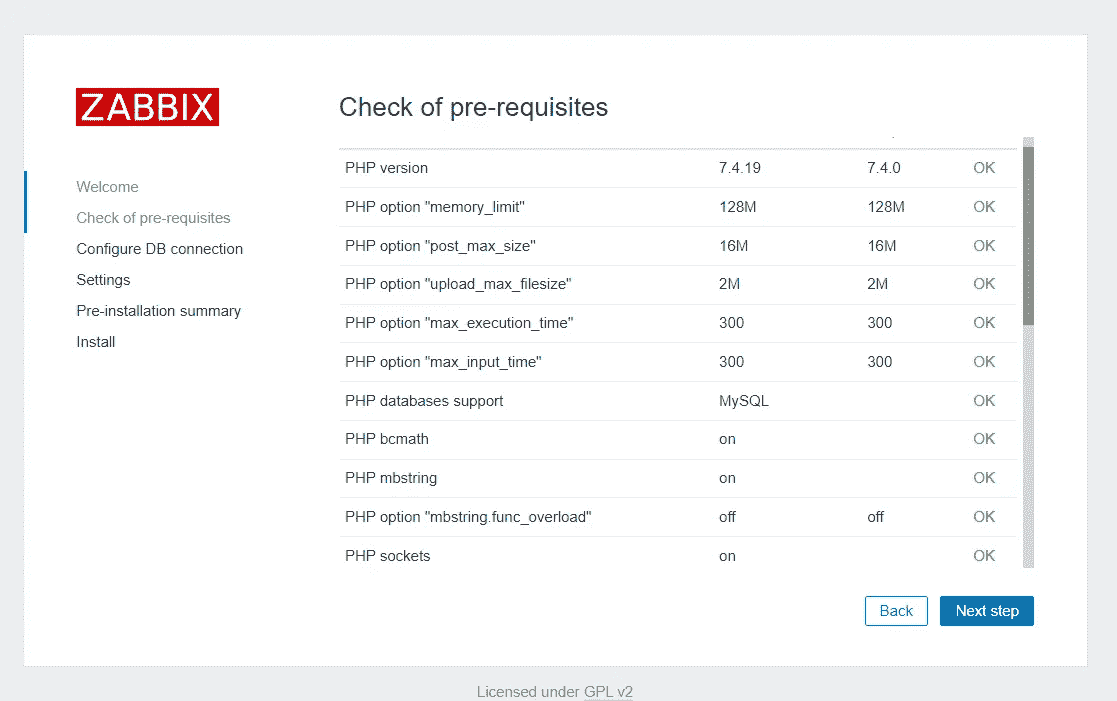 ZABBIX
Welcome
Check of pre-requisites
Configure DB connection
Settings
Pre-installation summary
Install
Check of pre-requisites
PHP version 7.4.19 7.4.0 OK
PHP option "memory_limit" 128M 128M OK
PHP option "post_max_size" 16M 16M OK
PHP option "upload_max_filesize" 2M 2M OK
PHP option "max_execution_time" 300 300 OK
PHP option "max_input_time" 300 300 OK
PHP databases support MySQL OK
PHP bcmath on OK
PHP mbstring on OK
PHP option "mbstring.func_overload" off off OK
PHP sockets on OK
Back Next step
Licensed under GPL v2